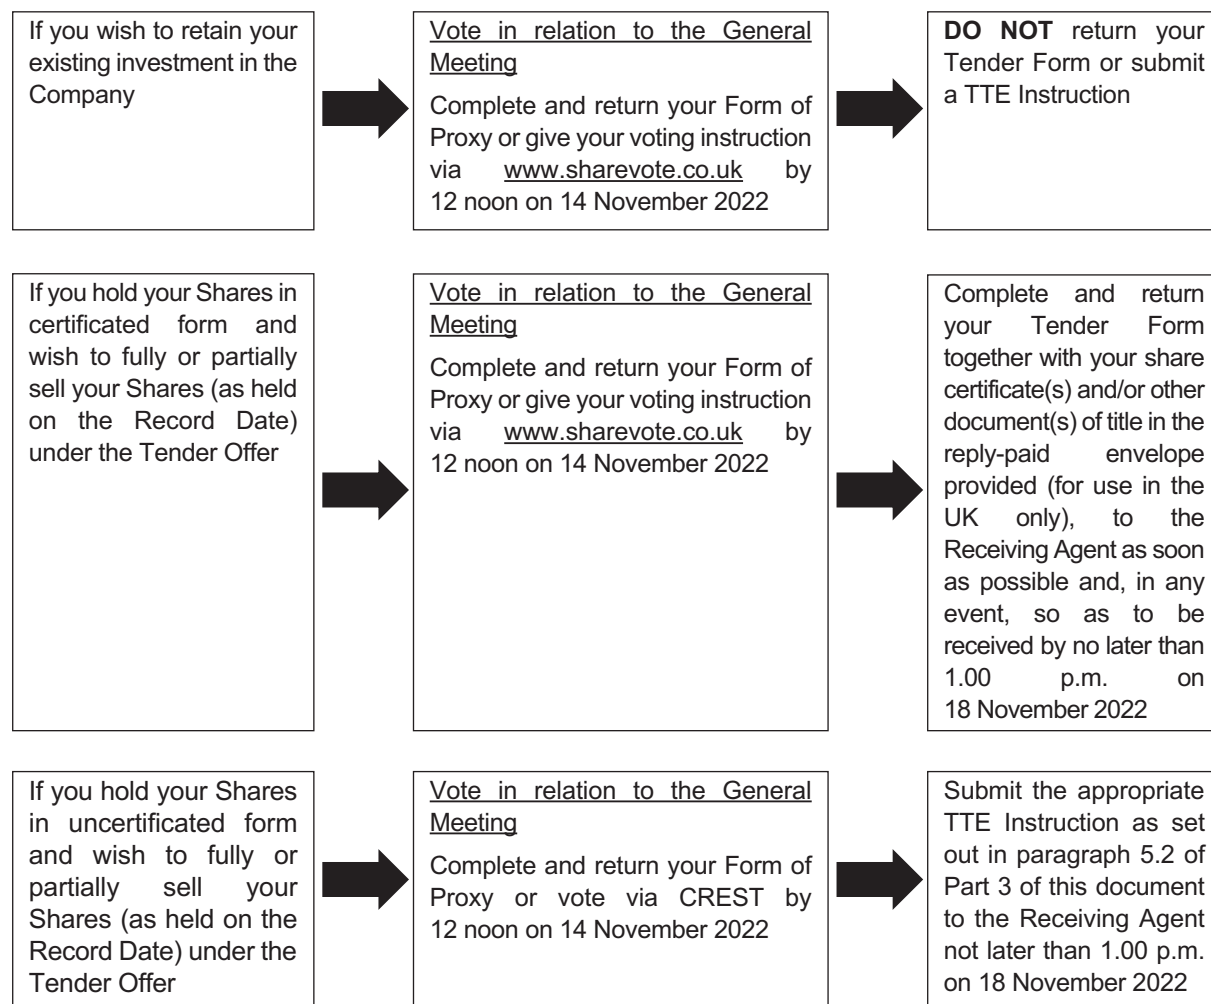 If you wish to retain your
existing investment in the
Company
Vote in relation to the General
Meeting
Complete and return your Form of
Proxy or give your voting instruction
via www.sharevote.co.uk by
12 noon on 14 November 2022
DO NOT return your
Tender Form or submit
a TTE Instruction
If you hold your Shares in
certificated form and
wish to fully or partially
sell your Shares (as held
on the Record Date)
under the Tender Offer
Vote in relation to the General
Meeting
Complete and return your Form of
Proxy or give your voting instruction
via www.sharevote.co.uk by
12 noon on 14 November 2022
Complete and return
your Tender Form
together with your share
certificate(s) and/or other
document(s) of title in the
reply-paid envelope
provided (for use in the
UK only), to the
Receiving Agent as soon
as possible and, in any
event, so as to be
received by no later than
1.00 p.m. on
18 November 2022
If you hold your Shares
in uncertificated form
and wish to fully or
partially sell your
Shares (as held on the
Record Date) under the
Tender Offer
Vote in relation to the General
Meeting
Complete and return your Form of
Proxy or vote via CREST by
12 noon on 14 November 2022
Submit the appropriate
TTE Instruction as set
out in paragraph 5.2 of
Part 3 of this document
to the Receiving Agent
not later than 1.00 p.m.
on 18 November 2022